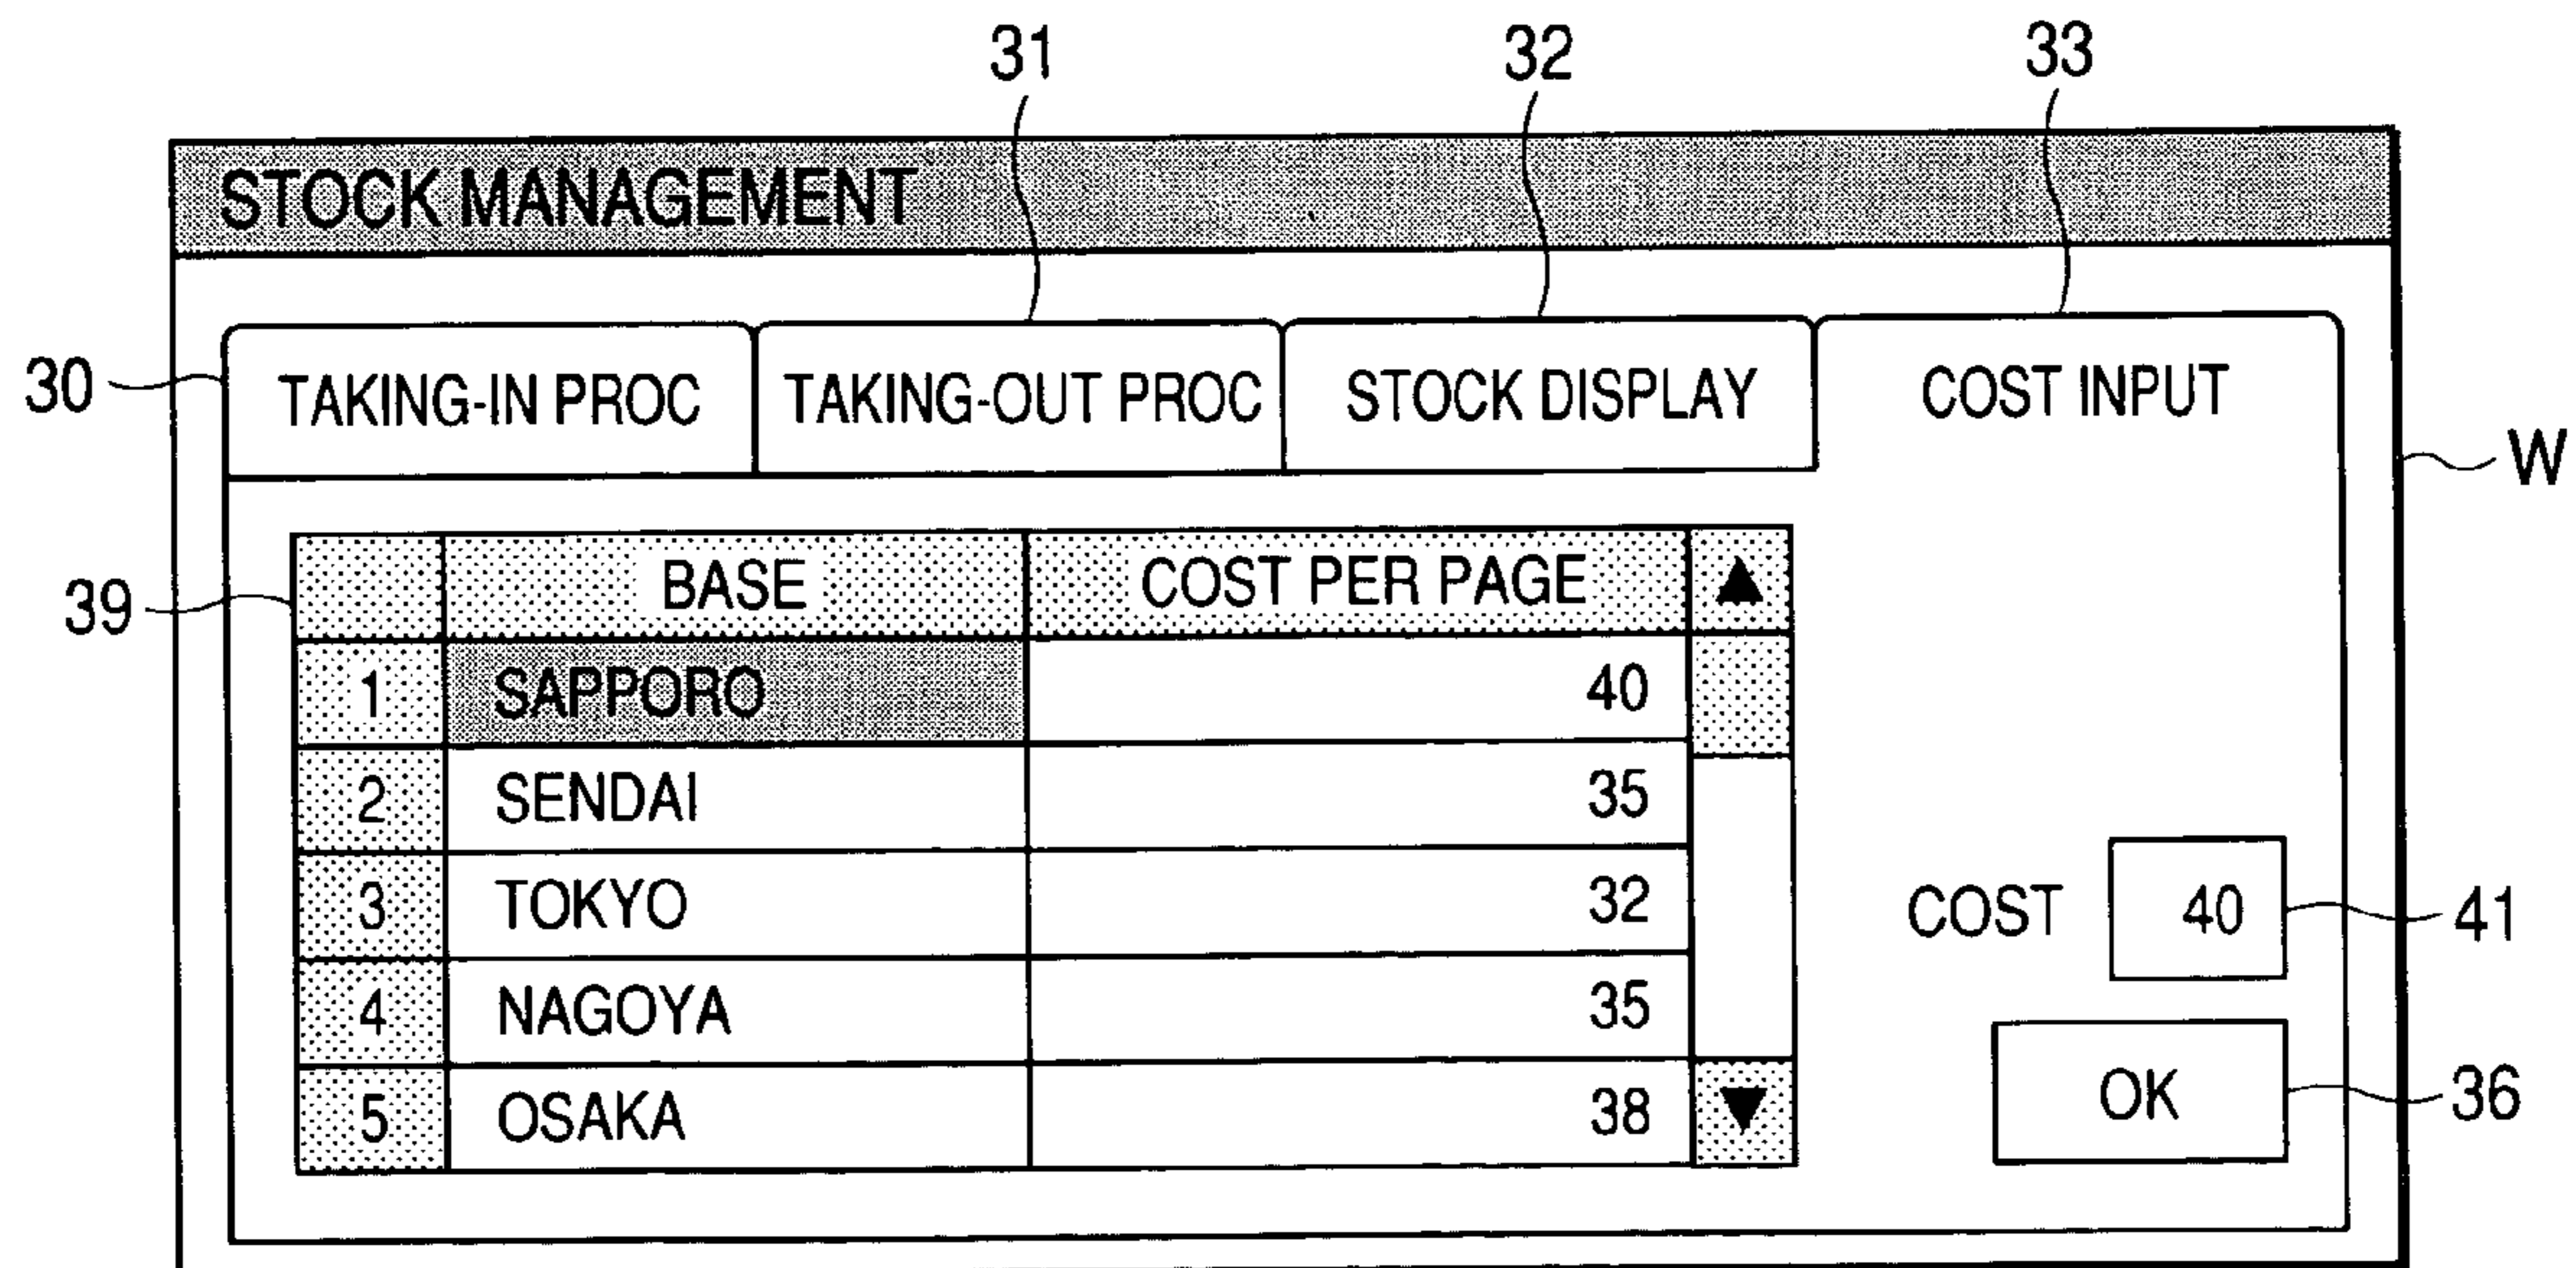 31 32 33
STOCK MANAGEMENT
30 TAKING-IN PROC TAKING-OUT PROC STOCK DISPLAY COST INPUT
W
39 BASE COST PER PAGE ▲
1 SAPPORO 40
2 SENDAI 35
3 TOKYO 32 COST 40 41
4 NAGOYA 35
5 OSAKA 38 ▼ OK 36